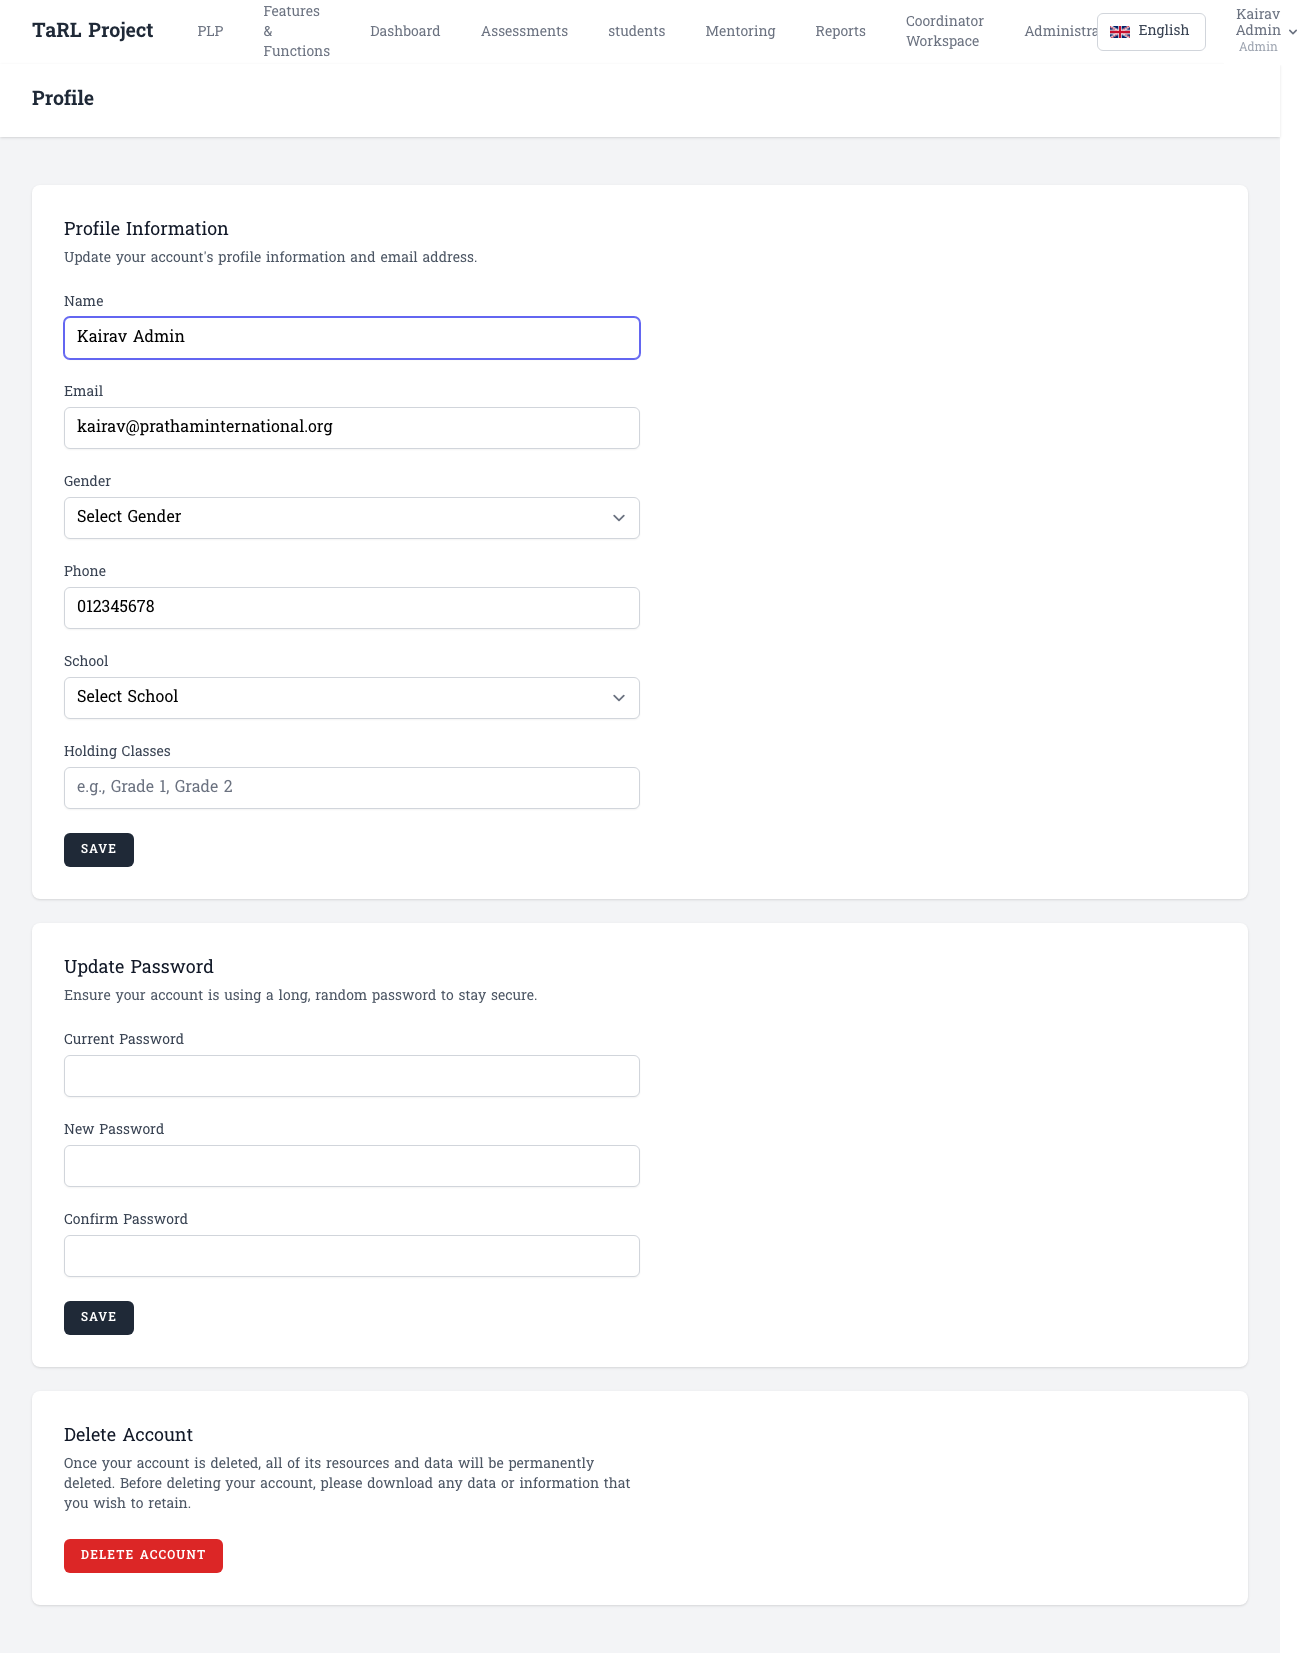 TaRL Project
PLP
Features
&
Functions
Dashboard
Assessments
students
Mentoring
Reports
Coordinator
Workspace
Administra
English
Kairav
Admin
Admin
Profile
Profile Information
Update your account's profile information and email address.
Name
Kairav Admin
Email
kairav@prathaminternational.org
Gender
Select Gender
Phone
012345678
School
Select School
Holding Classes
e.g., Grade 1, Grade 2
SAVE
Update Password
Ensure your account is using a long, random password to stay secure.
Current Password
New Password
Confirm Password
SAVE
Delete Account
Once your account is deleted, all of its resources and data will be permanently
deleted. Before deleting your account, please download any data or information that
you wish to retain.
DELETE ACCOUNT